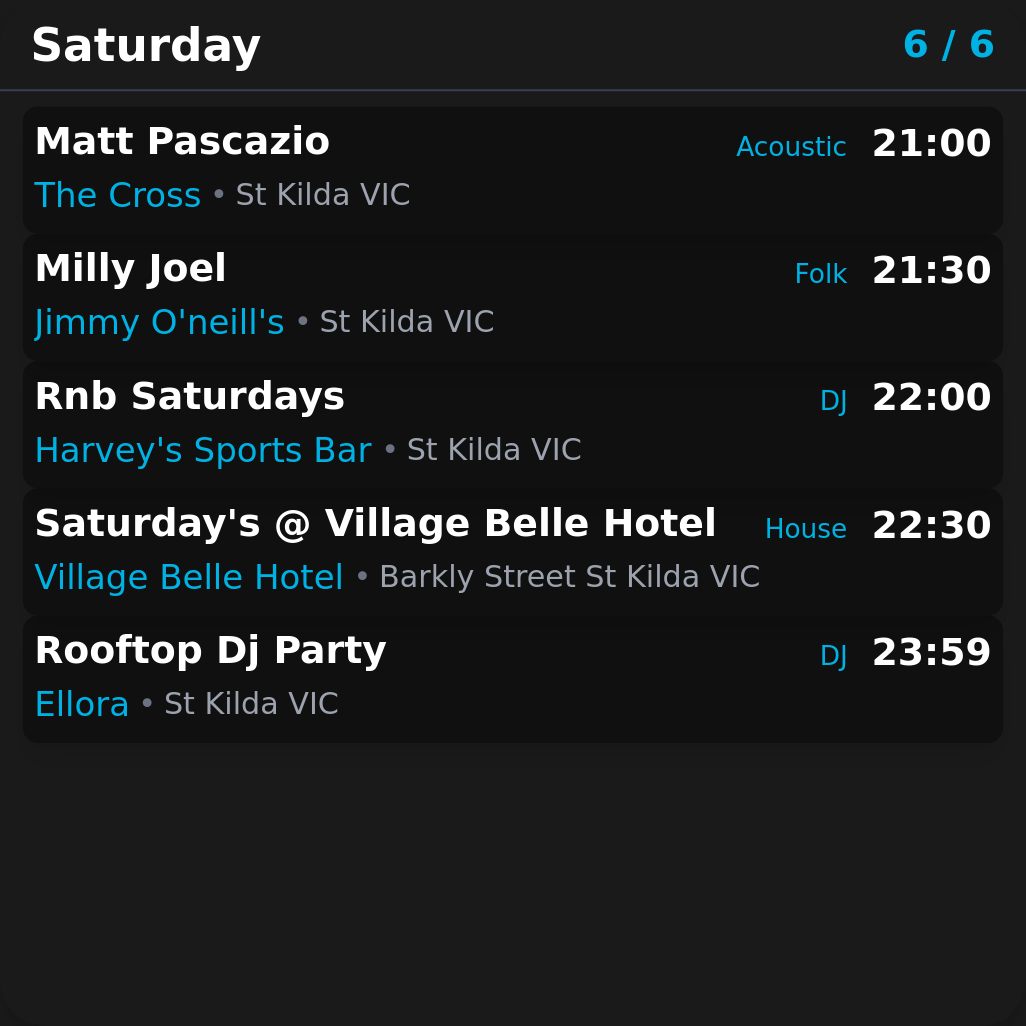 Saturday 6 / 6
Matt Pascazio Acoustic 21:00
The Cross • St Kilda VIC
Milly Joel Folk 21:30
Jimmy O'neill's • St Kilda VIC
Rnb Saturdays DJ 22:00
Harvey's Sports Bar • St Kilda VIC
Saturday's @ Village Belle Hotel House 22:30
Village Belle Hotel • Barkly Street St Kilda VIC
Rooftop Dj Party DJ 23:59
Ellora • St Kilda VIC